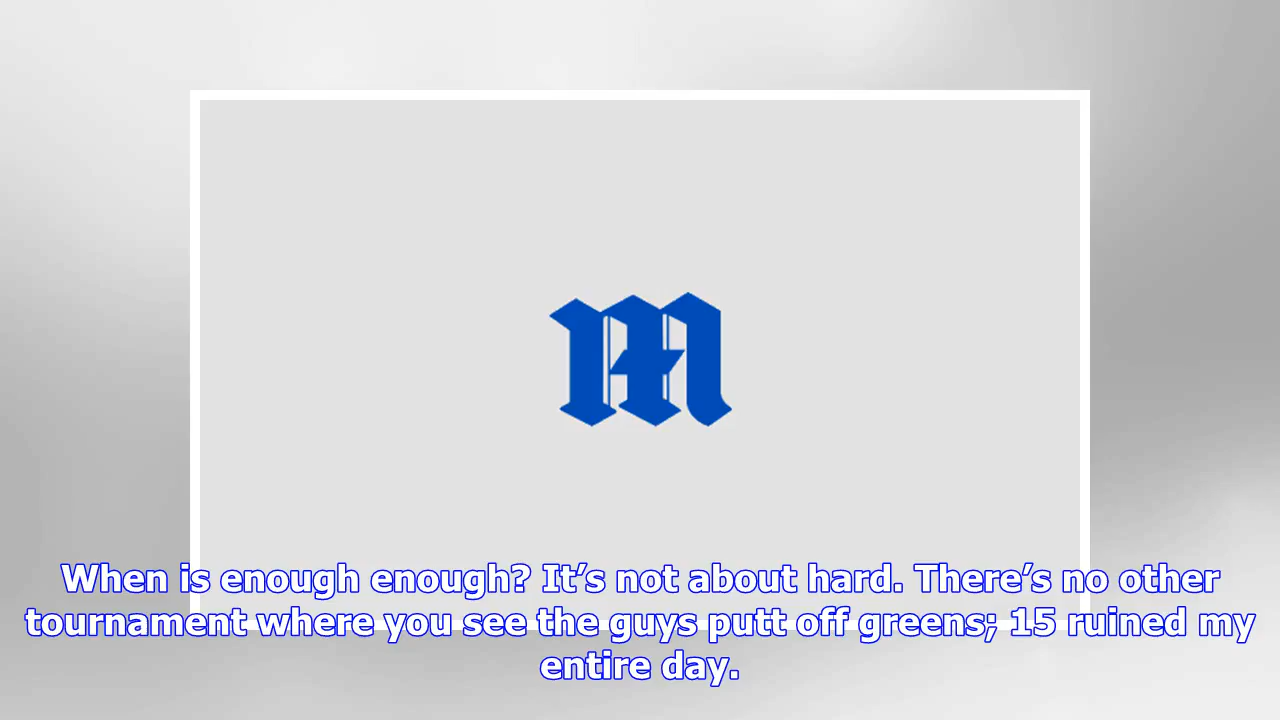 m
When is enough enough? It’s not about hard. There’s no other
tournament where you see the guys putt off greens; 15 ruined my
entire day.